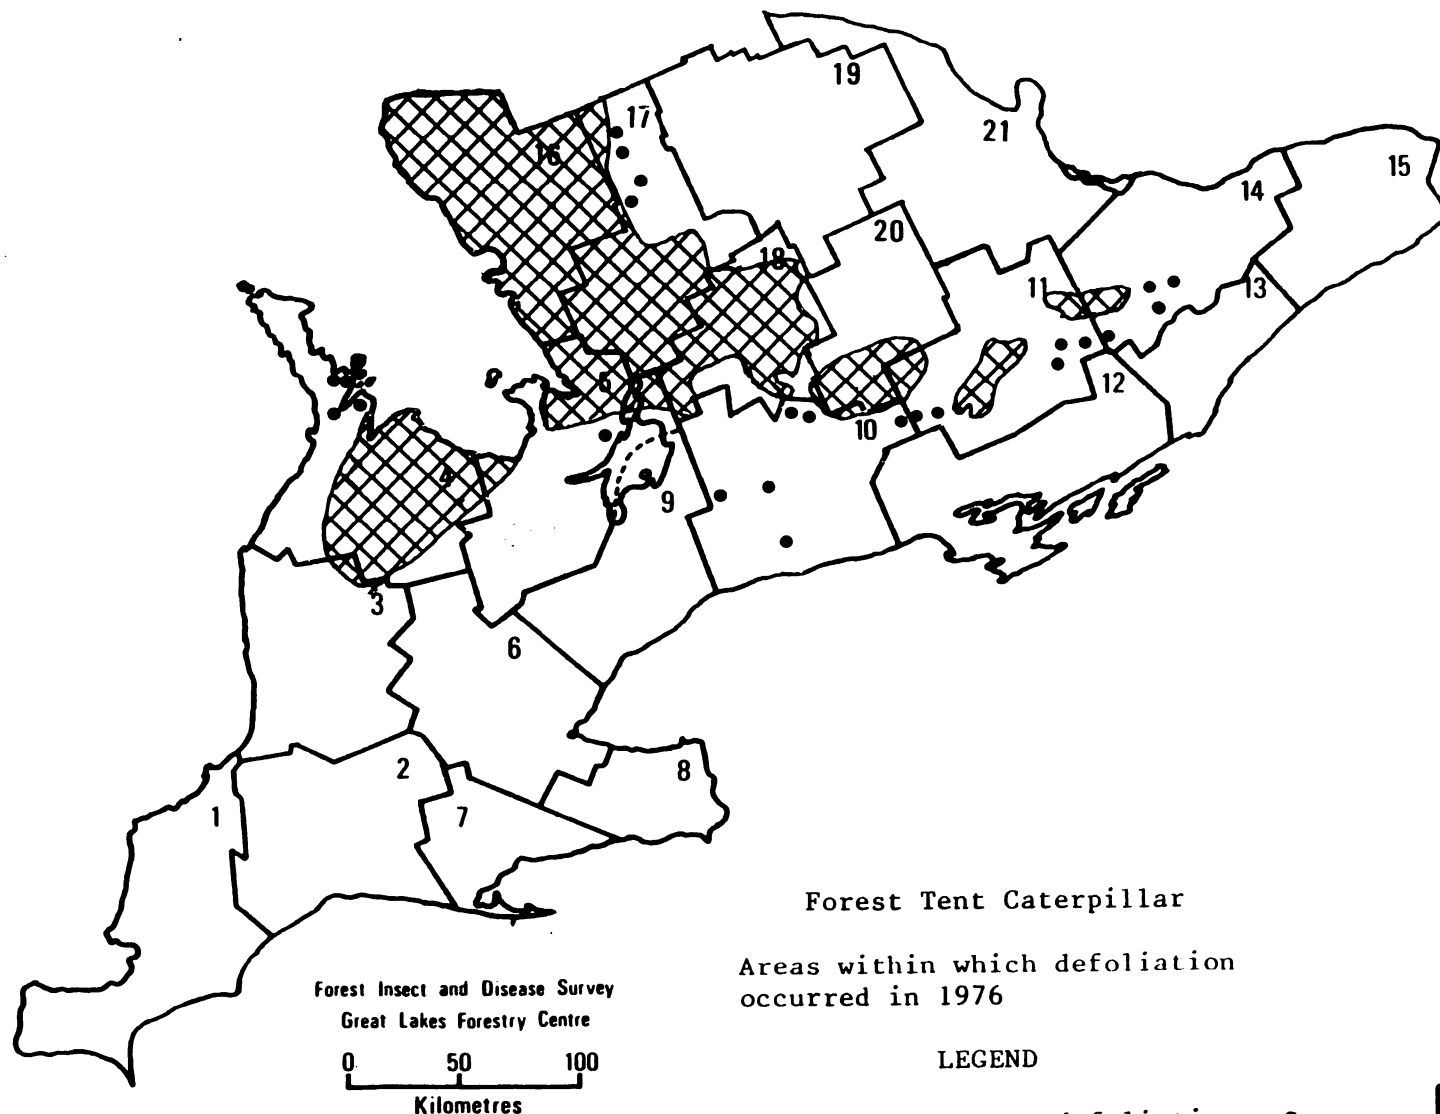 19
17
21
16
15
14
20
18
11
13
5
12
10
4
9
3
6
2
8
1
7
Forest Tent Caterpillar
Areas within which defoliation
occurred in 1976
Forest Insect and Disease Survey
Great Lakes Forestry Centre
0 50 100
Kilometres
LEGEND